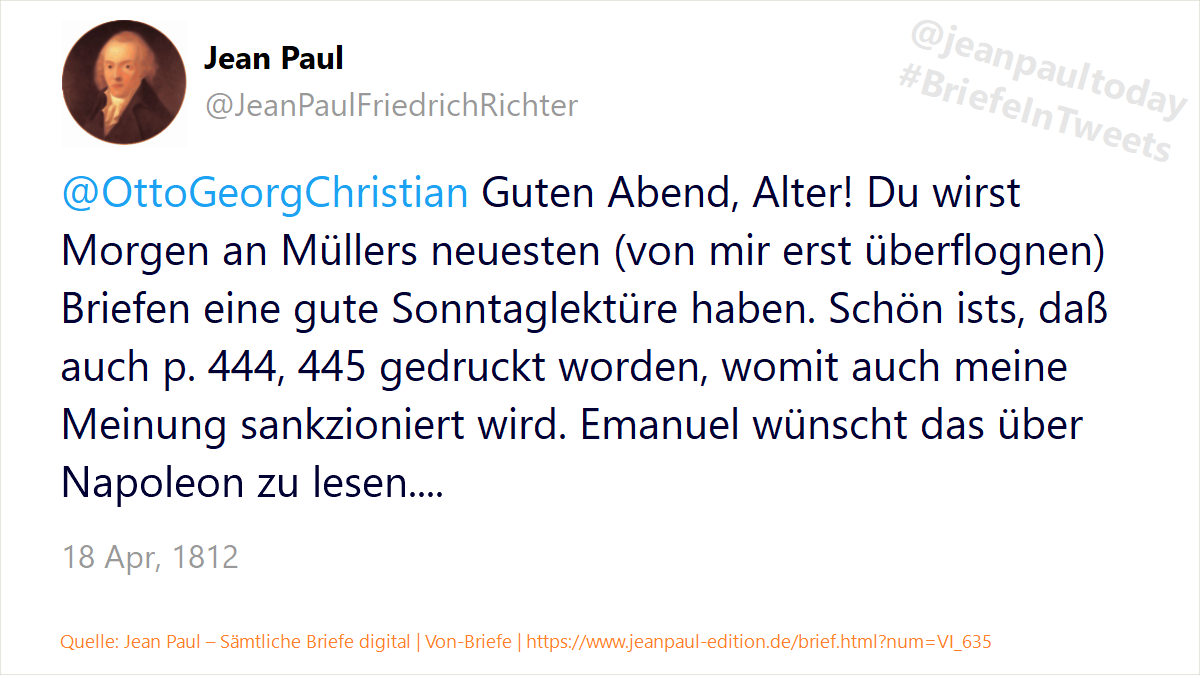 Jean Paul
@JeanPaulFriedrichRichter
@jeanpaultoday
#BriefeInTweets
@OttoGeorgChristian Guten Abend, Alter! Du wirst
Morgen an Müllers neuesten (von mir erst überflognen)
Briefen eine gute Sonntaglektüre haben. Schön ists, daß
auch p. 444, 445 gedruckt worden, womit auch meine
Meinung sankzioniert wird. Emanuel wünscht das über
Napoleon zu lesen....
18 Apr, 1812
Quelle: Jean Paul – Sämtliche Briefe digital | Von-Briefe | https://www.jeanpaul-edition.de/brief.html?num=VI_635